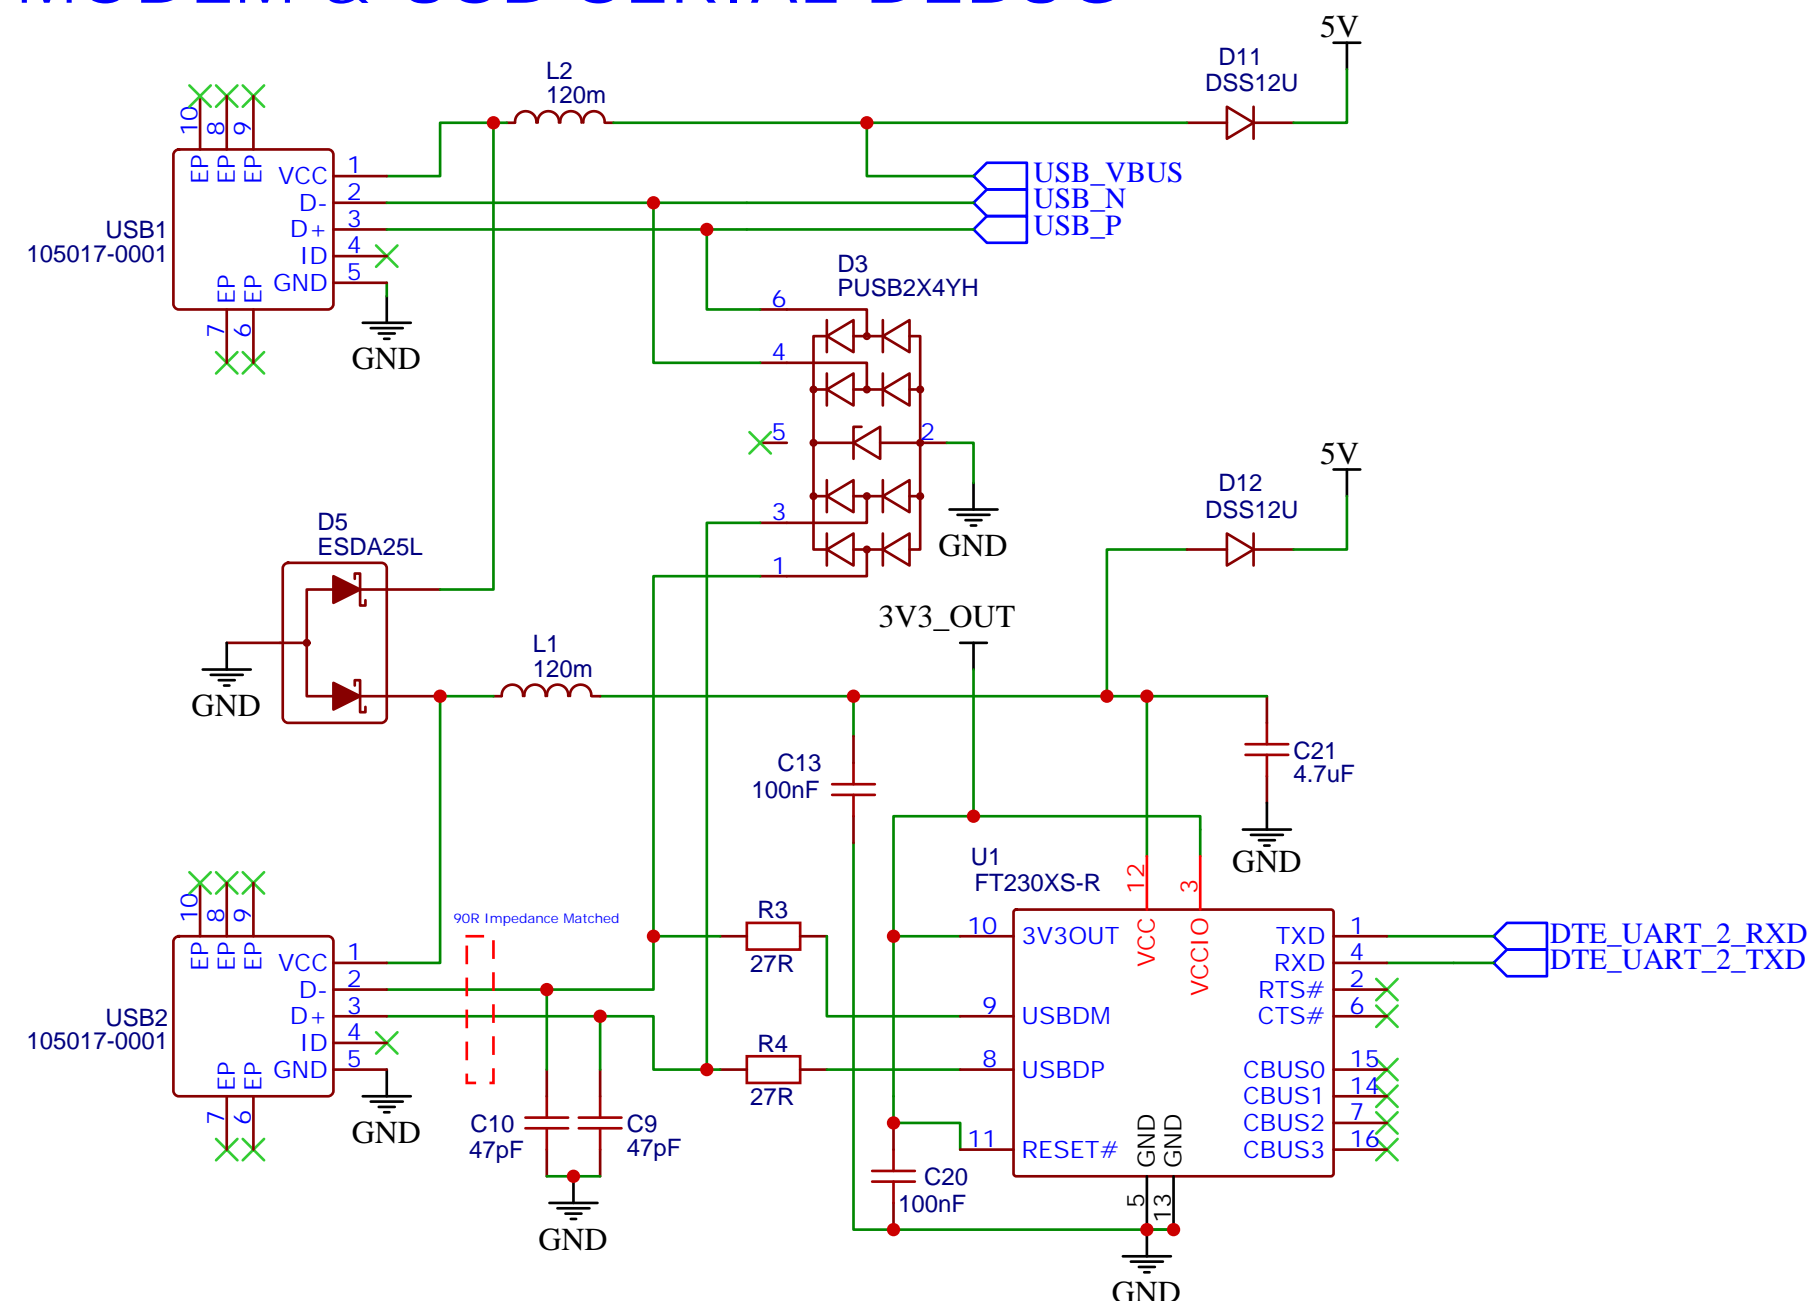 MODEM & USB SERIAL DEBUG
5V
D11
DSS12U
L2
120m
10
8
9
EP
EP
EP
VCC
1
D-
2
D+
3
ID
4
GND
5
EP
EP
7
6
USB1
105017-0001
GND
USB_VBUS
USB_N
USB_P
D3
PUSB2X4YH
6
4
5
2
3
1
GND
5V
D12
DSS12U
D5
ESDA25L
GND
3V3_OUT
L1
120m
C13
100nF
C21
4.7uF
GND
U1
FT230XS-R
12
3
VCC
VCCIO
10
3V3OUT
9
USBDM
8
USBDP
11
RESET#
GND
GND
5
13
TXD
1
RXD
4
RTS#
2
CTS#
6
CBUS0
15
CBUS1
14
CBUS2
7
CBUS3
16
DTE_UART_2_RXD
DTE_UART_2_TXD
10
8
9
EP
EP
EP
VCC
1
D-
2
D+
3
ID
4
GND
5
EP
EP
7
6
USB2
105017-0001
GND
90R Impedance Matched
R3
27R
R4
27R
C10
47pF
C9
47pF
GND
C20
100nF
GND